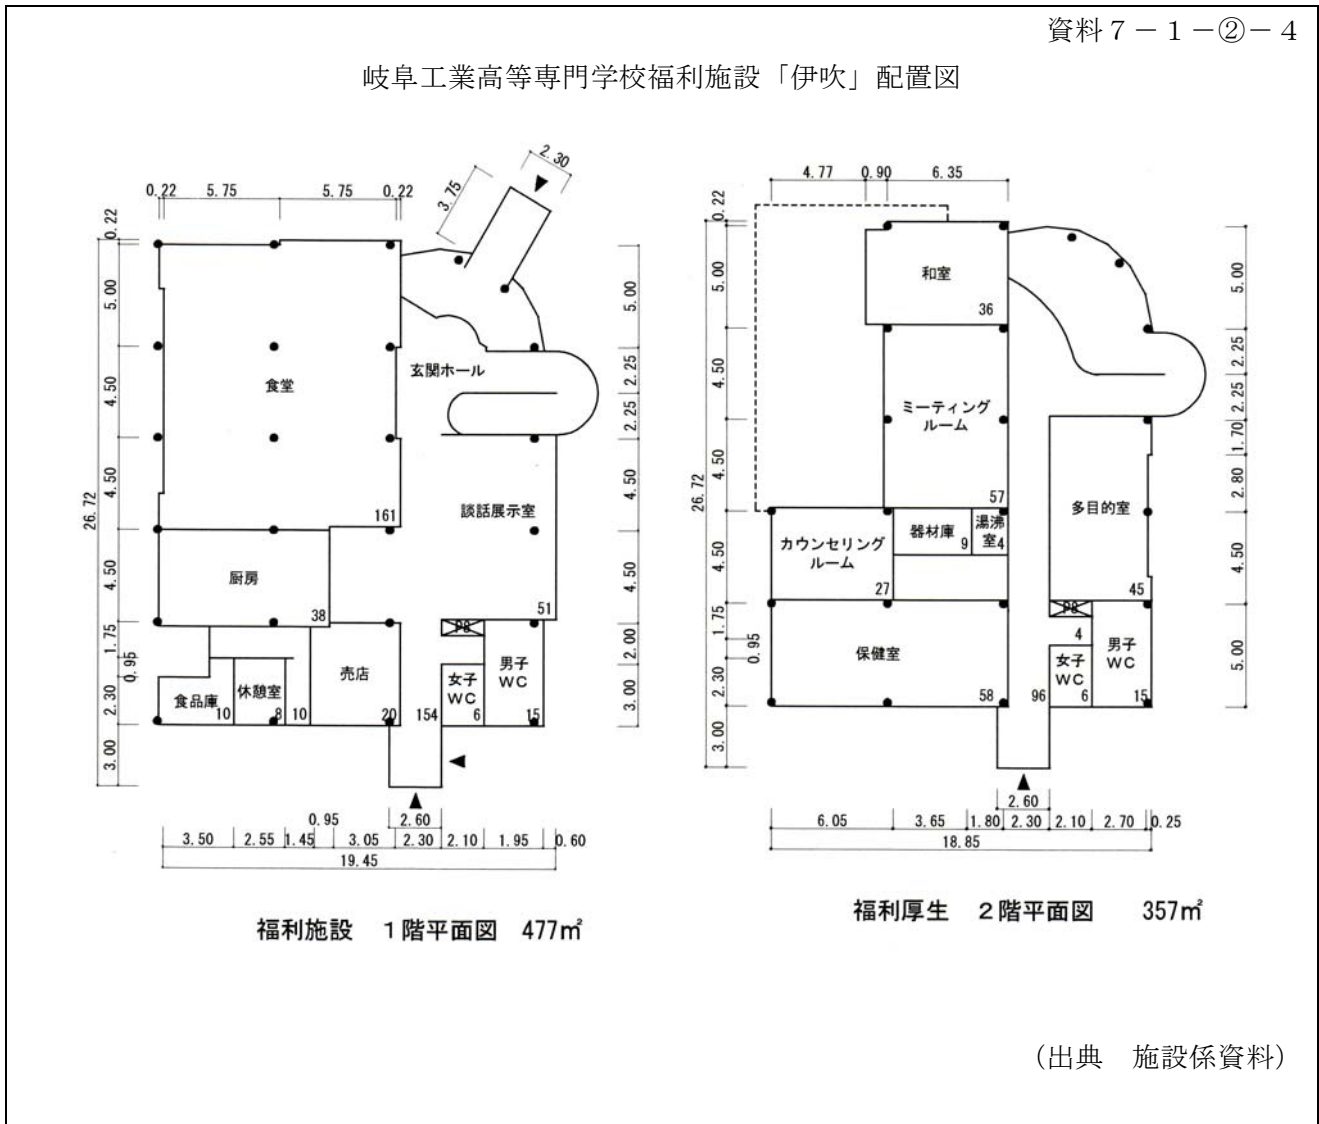 資料７－１－②－４
岐阜工業高等専門学校福利施設「伊吹」配置図
2.30
3.75
0.22 5.75 5.75 0.22
0.22
5.00
4.50
4.50
4.50
1.75
0.95
2.30
3.00
26.72
5.00
2.25
2.25
4.50
4.50
2.00
3.00
食堂
161
玄関ホール
談話展示室
51
厨房
38
食品庫
10
休憩室
8
10
売店
20
154
女子
WC
6
男子
WC
15
PS
0.95 2.60
3.50 2.55 1.45 3.05 2.30 2.10 1.95 0.60
19.45
福利施設 １階平面図 477㎡
4.77 0.90 6.35
0.22
5.00
4.50
4.50
4.50
1.75
0.95
2.30
3.00
26.72
5.00
2.25
2.25
1.70
2.80
4.50
5.00
和室
36
ミーティング
ルーム
57
カウンセリング
ルーム
27
器材庫
9
湯沸
室4
多目的室
45
保健室
58
96
PS
4
女子
WC
6
男子
WC
15
2.60
6.05 3.65 1.80 2.30 2.10 2.70 0.25
18.85
福利厚生 ２階平面図 357㎡
（出典　施設係資料）